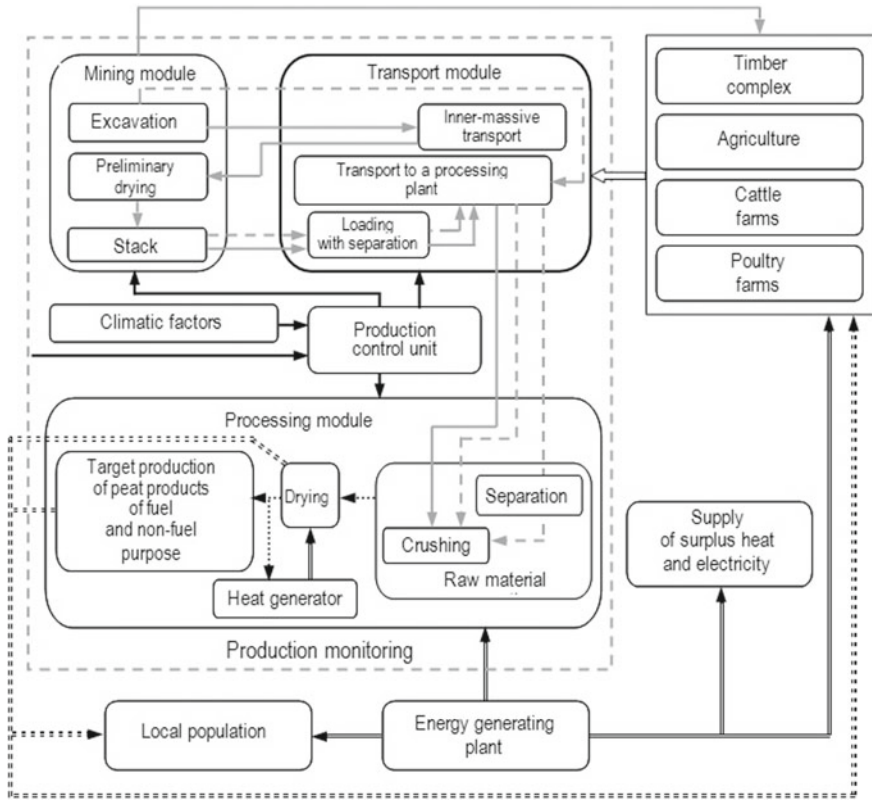 Mining module
Excavation
Preliminary
drying
Stack
Transport module
Inner-massive
transport
Transport to a processing
plant
Loading
with separation
Timber
complex
Agriculture
Cattle
farms
Poultry
farms
Climatic factors
Production
control unit
Processing module
Target production
of peat products
of fuel
and non-fuel
purpose
Drying
Heat generator
Separation
Crushing
Raw material
Production monitoring
Supply
of surplus heat
and electricity
Local population
Energy generating
plant